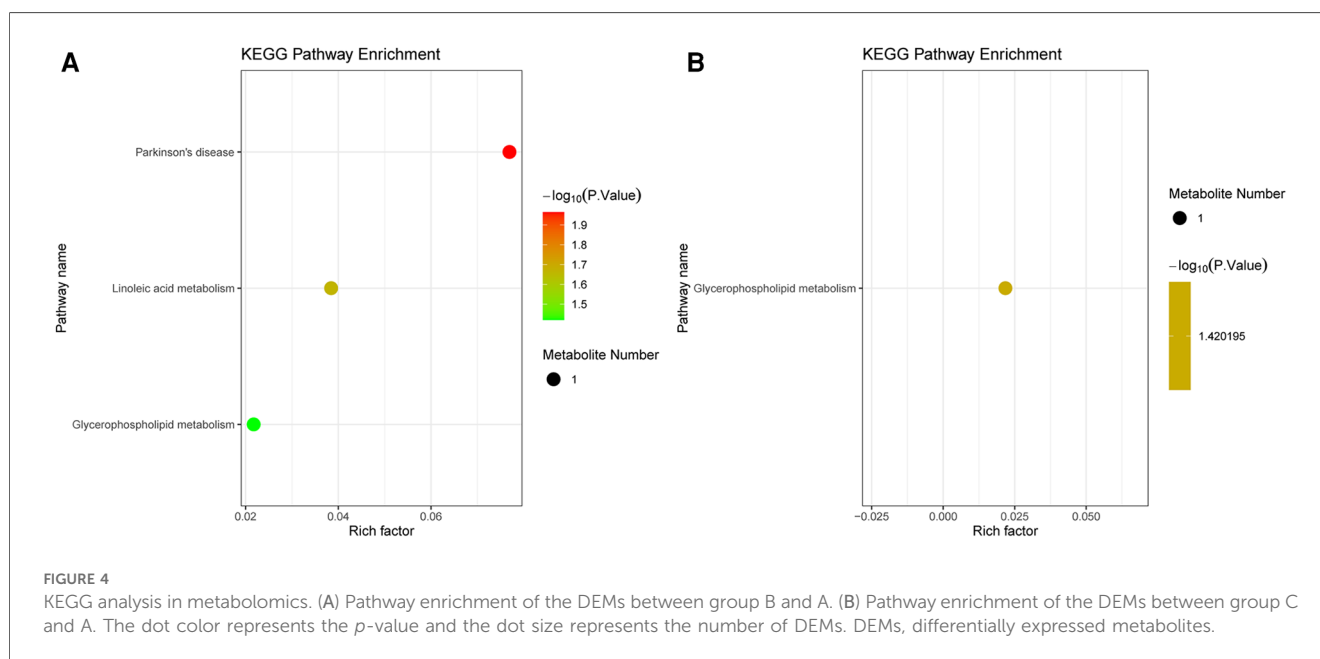 A
KEGG Pathway Enrichment
Pathway name
Parkinson's disease
Linoleic acid metabolism
Glycerophospholipid metabolism
0.02 0.04 0.06
Rich factor
−log10(P.Value)
1.9
1.8
1.7
1.6
1.5
Metabolite Number
1
B
KEGG Pathway Enrichment
Pathway name
Glycerophospholipid metabolism
−0.025 0.000 0.025 0.050
Rich factor
Metabolite Number
1
−log10(P.Value)
1.420195
FIGURE 4
KEGG analysis in metabolomics. (A) Pathway enrichment of the DEMs between group B and A. (B) Pathway enrichment of the DEMs between group C
and A. The dot color represents the p-value and the dot size represents the number of DEMs. DEMs, differentially expressed metabolites.